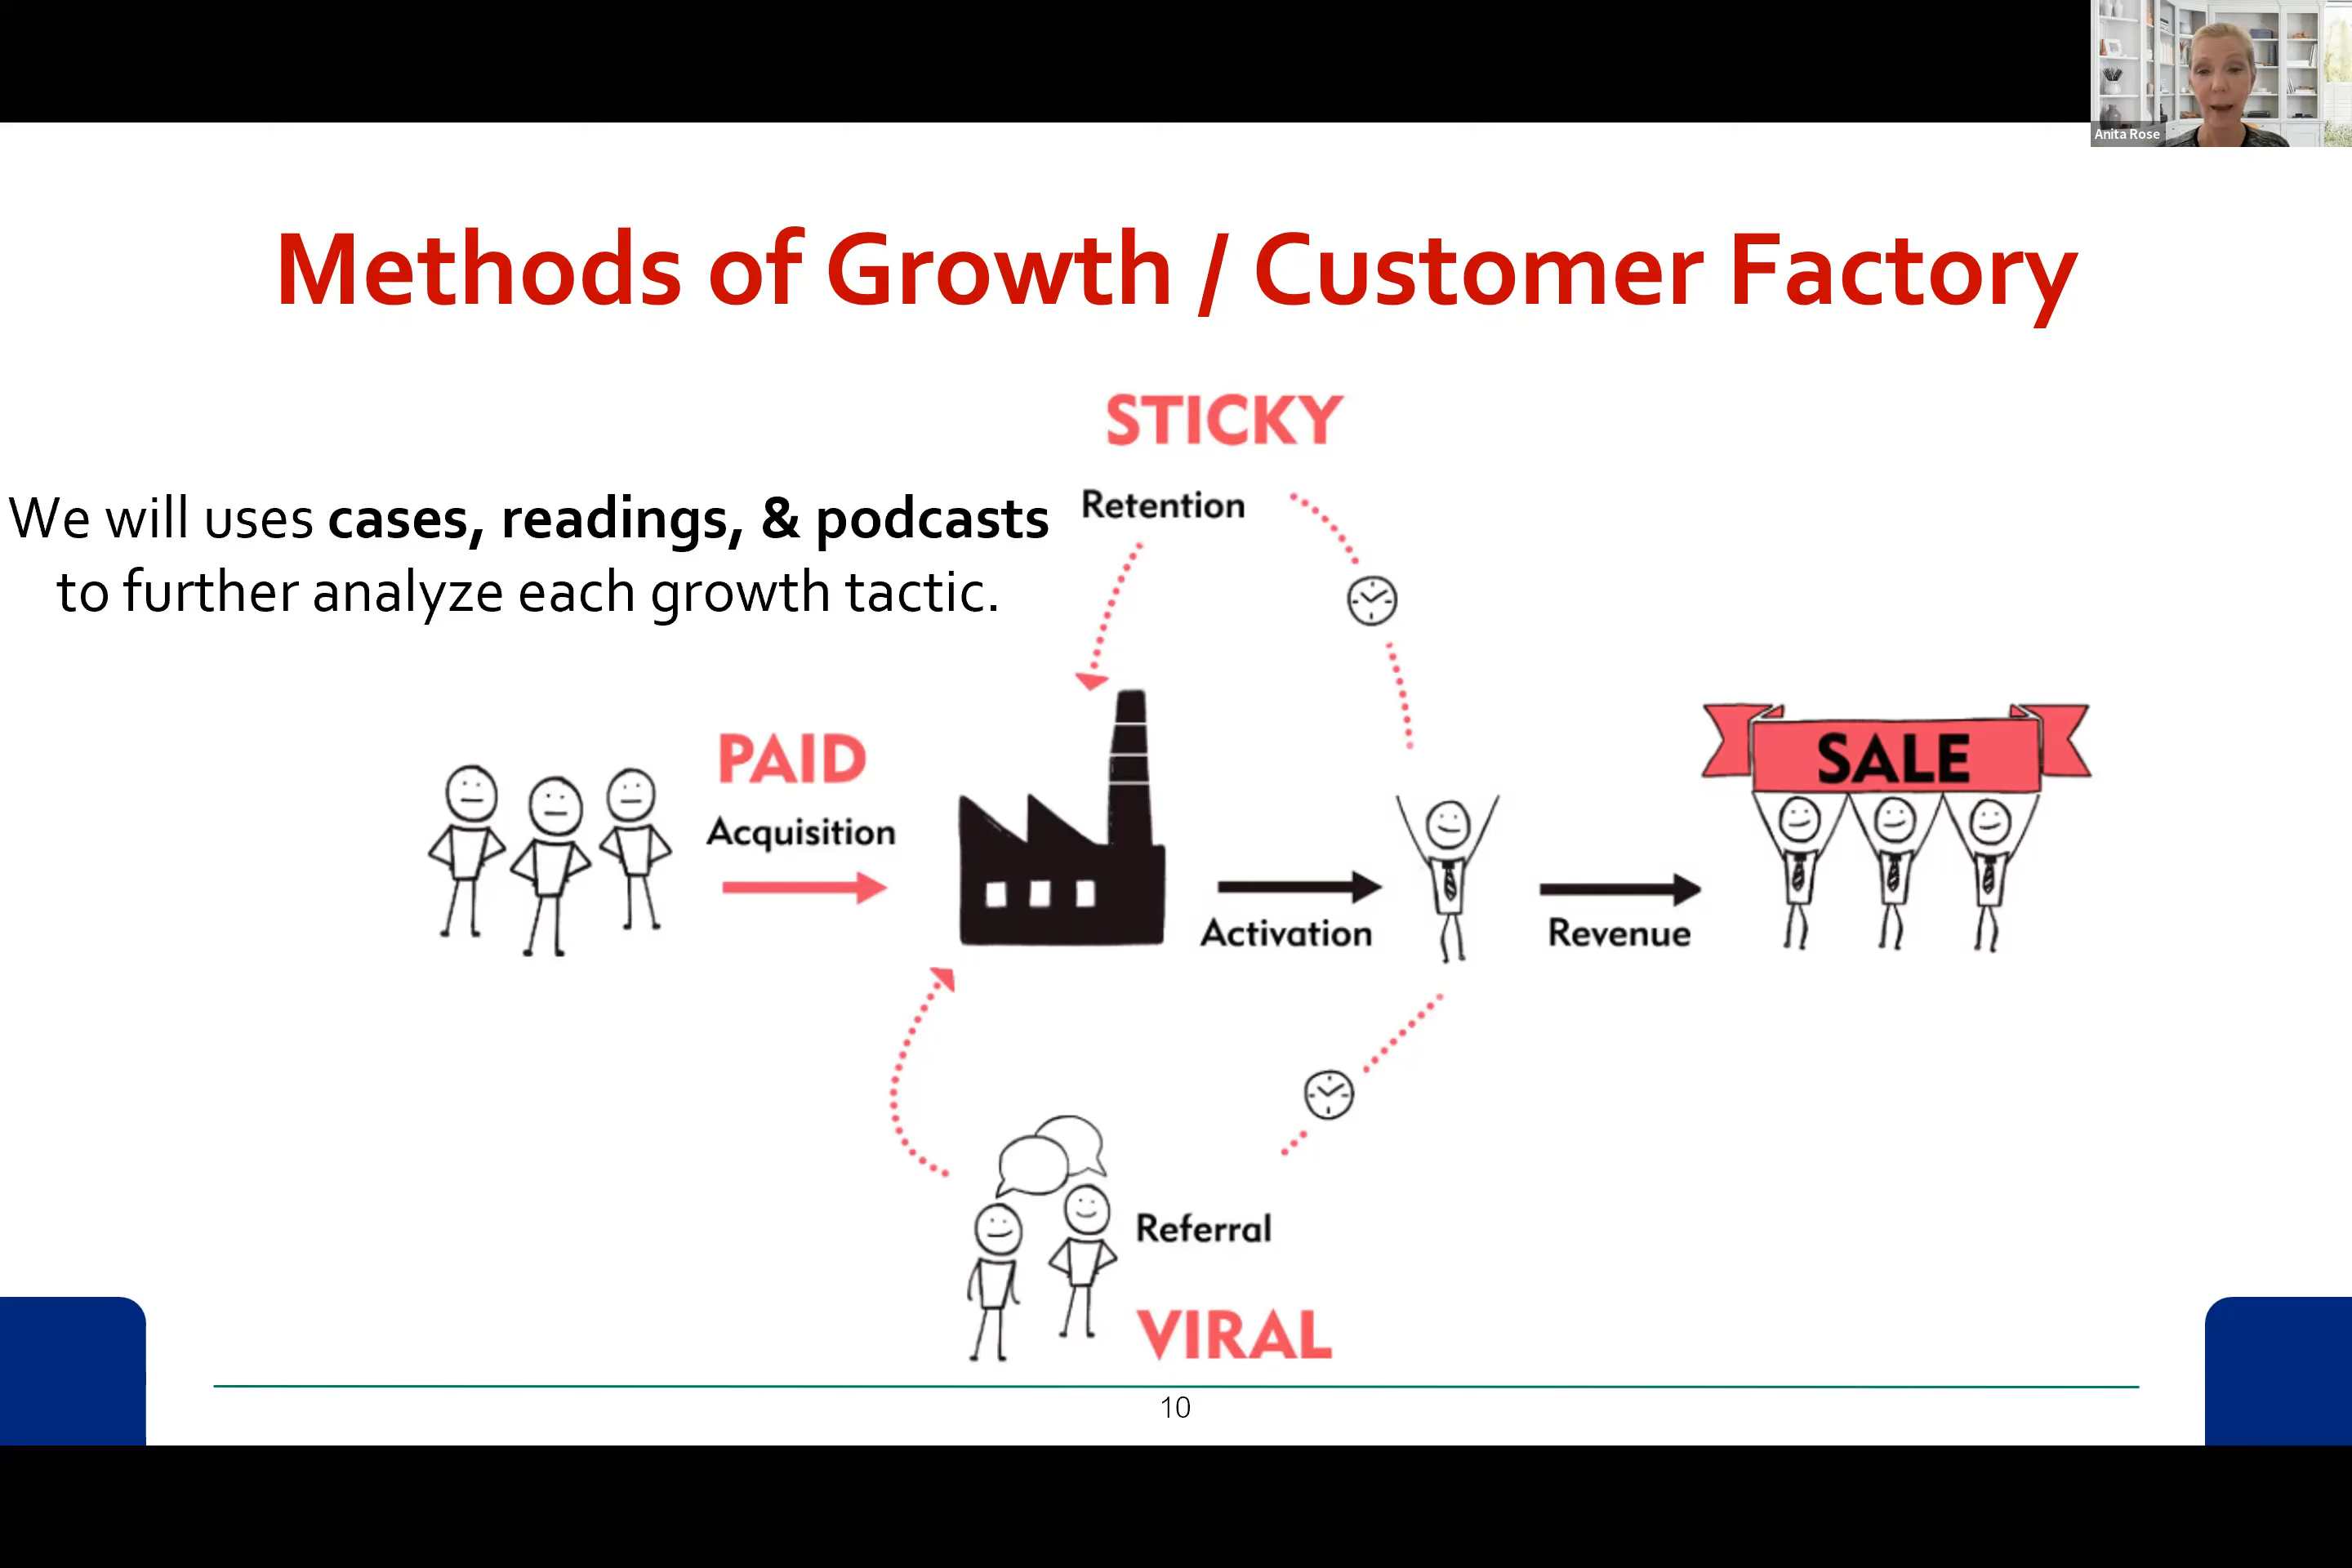 Anita Rose
Methods of Growth / Customer Factory
STICKY
Retention
We will uses cases, readings, & podcasts
to further analyze each growth tactic.
PAID
Acquisition
Activation
Revenue
SALE
Referral
VIRAL
10